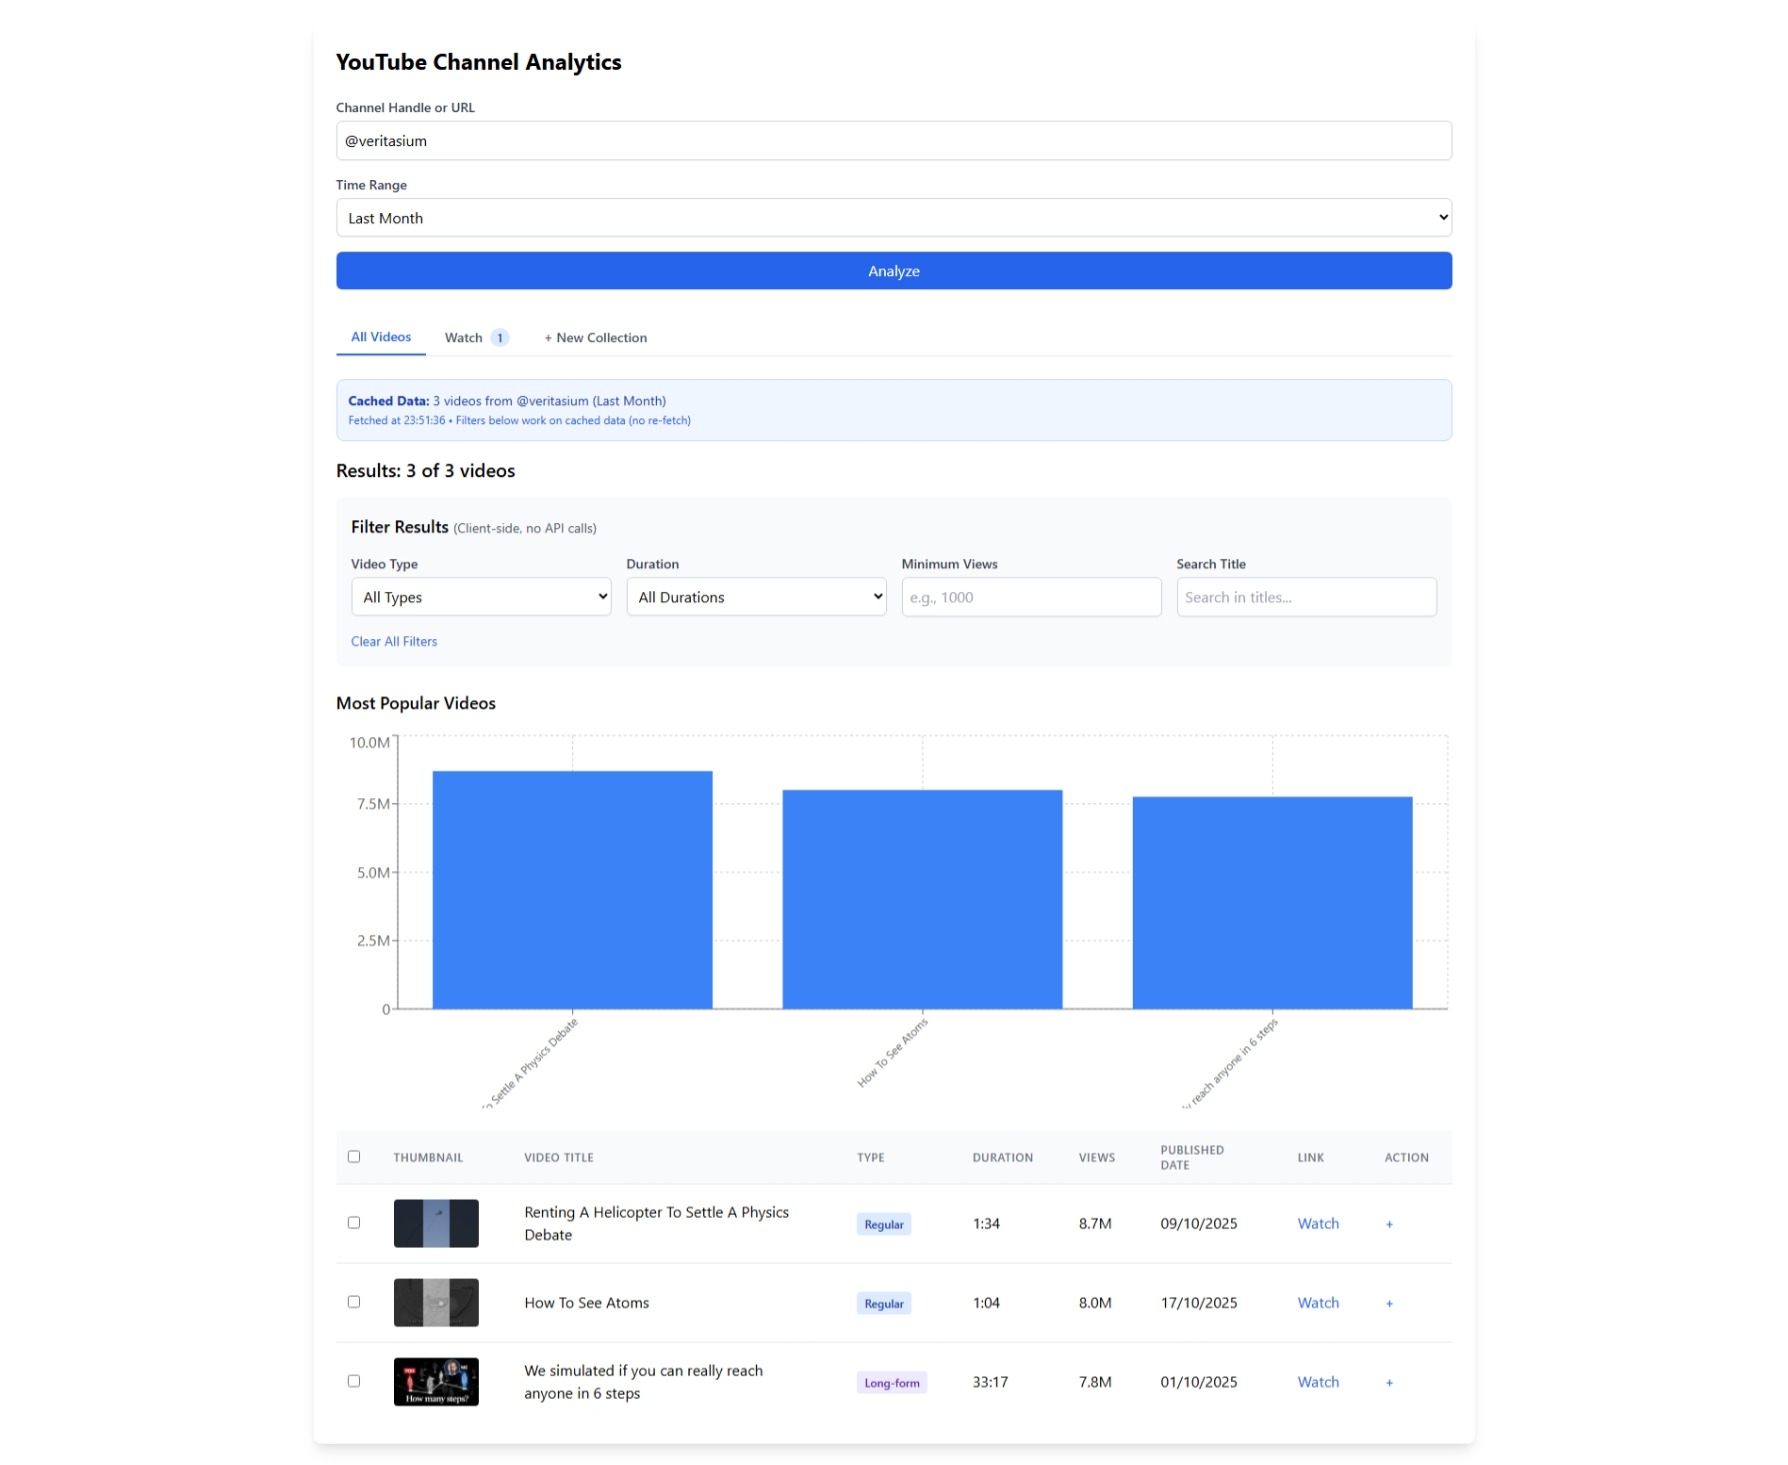 YouTube Channel Analytics
Channel Handle or URL
@veritasium
Time Range
Last Month
Analyze
All Videos
Watch 1
+ New Collection
Cached Data: 3 videos from @veritasium (Last Month)
Fetched at 23:51:36 • Filters below work on cached data (no re-fetch)
Results: 3 of 3 videos
Filter Results (Client-side, no API calls)
Video Type
Duration
Minimum Views
Search Title
All Types
All Durations
e.g., 1000
Search in titles...
Clear All Filters
Most Popular Videos
10.0M
7.5M
5.0M
2.5M
0
Settle A Physics Debate
How To See Atoms
reach anyone in 6 steps
THUMBNAIL
VIDEO TITLE
TYPE
DURATION
VIEWS
PUBLISHED
DATE
LINK
ACTION
Renting A Helicopter To Settle A Physics
Debate
Regular
1:34
8.7M
09/10/2025
Watch
+
How To See Atoms
Regular
1:04
8.0M
17/10/2025
Watch
+
How many steps?
We simulated if you can really reach
anyone in 6 steps
Long-form
33:17
7.8M
01/10/2025
Watch
+